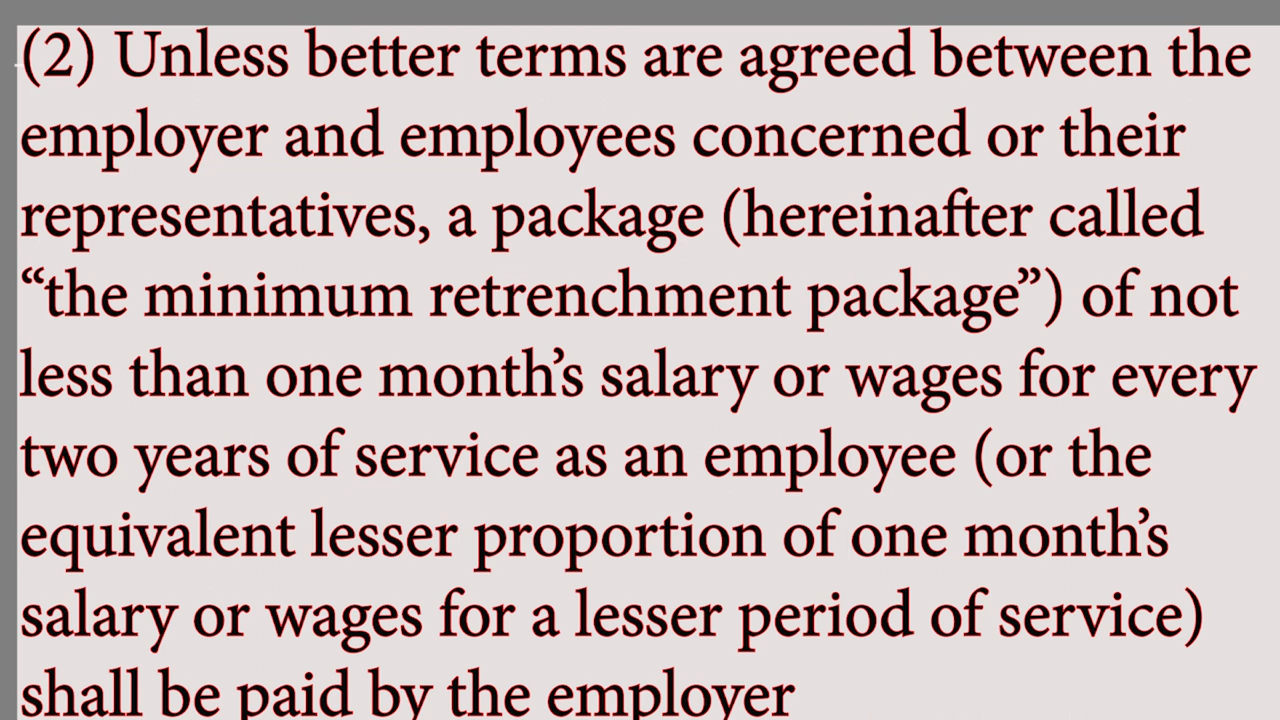 (2) Unless better terms are agreed between the
employer and employees concerned or their
representatives, a package (hereinafter called
“the minimum retrenchment package”) of not
less than one month’s salary or wages for every
two years of service as an employee (or the
equivalent lesser proportion of one month’s
salary or wages for a lesser period of service)
shall be paid by the employer